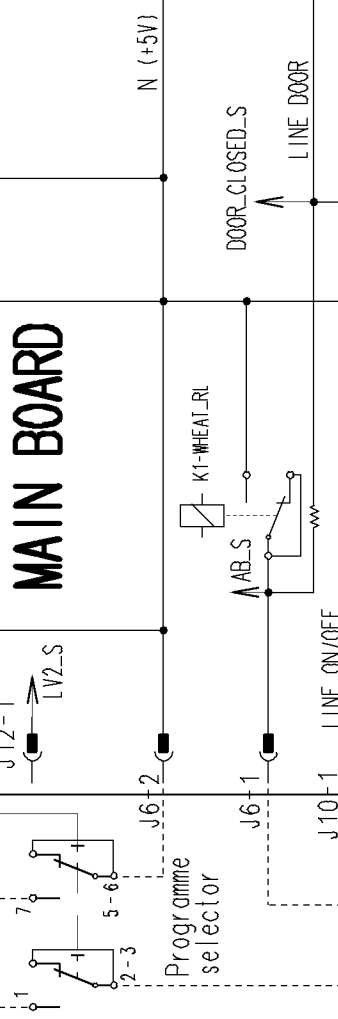 N (+5V)
LINE DOOR
DOOR_CLOSED_S
MAIN BOARD
K1-WHEAT_RL
AB_S
LV2_S
LINE ON/OFF
J12-1
J6-2
J6-1
J10-1
7
5-6
Programme
selector
1
2-3